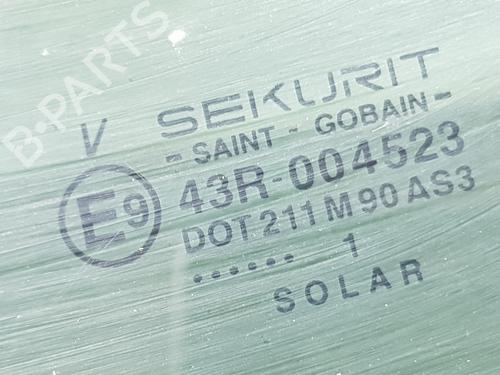 B-PARTS
SEKURIT
- SAINT - GOBAIN -
V
E9
43R-004523
DOT 211 M 90 AS3
...... 1
SOLAR